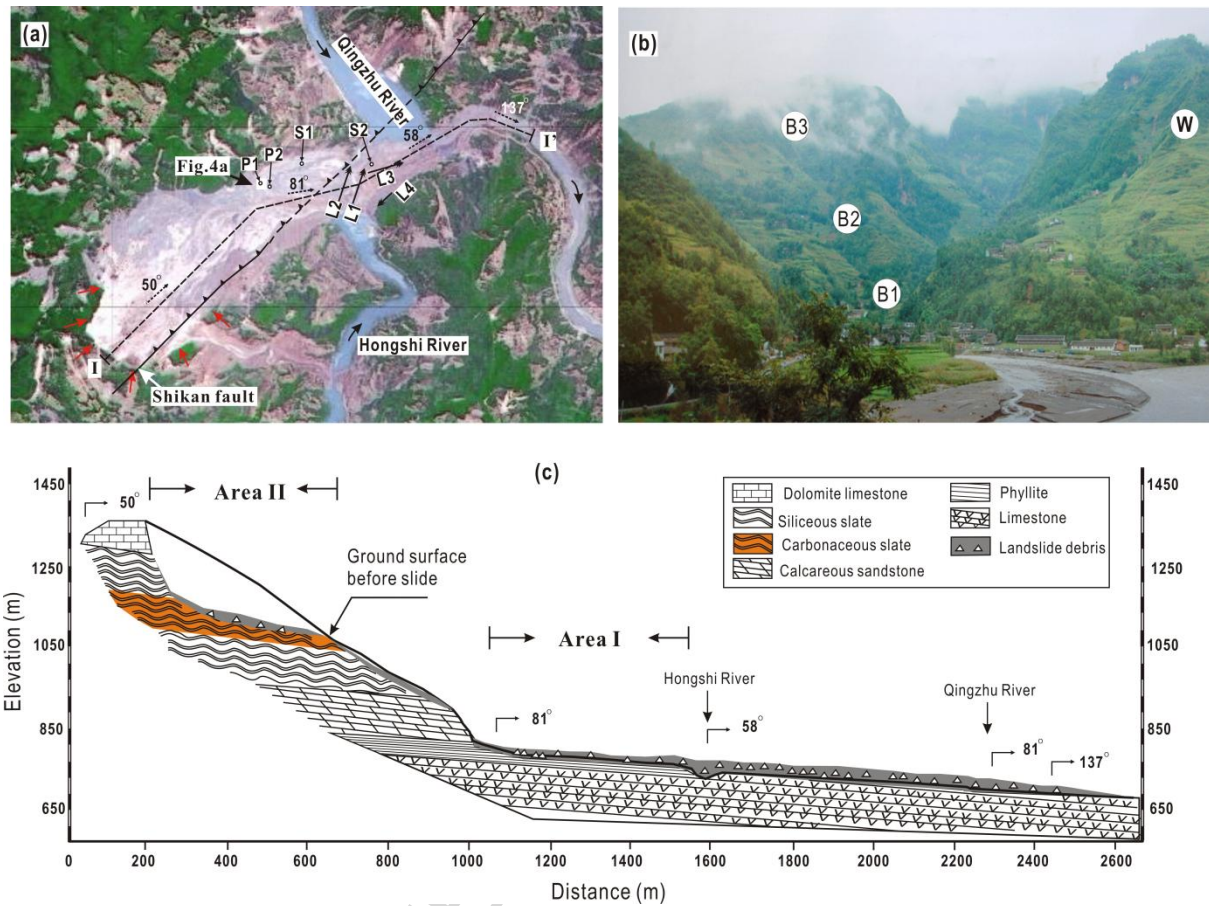 (a)
Qingzhu River
137°
S1
S2
58°
I'
Fig.4a
P1
P2
81°
L3
L4
L2
L1
50°
Hongshi River
I
Shikan fault
(b)
B3
W
B2
B1
(c)
1450
1250
1050
850
650
Elevation (m)
50°
Area II
Ground surface
before slide
Dolomite limestone
Siliceous slate
Carbonaceous slate
Calcareous sandstone
Phyllite
Limestone
Landslide debris
1450
1250
1050
850
650
Area I
Hongshi River
Qingzhu River
81°
58°
81°
137°
0 200 400 600 800 1000 1200 1400 1600 1800 2000 2200 2400 2600
Distance (m)